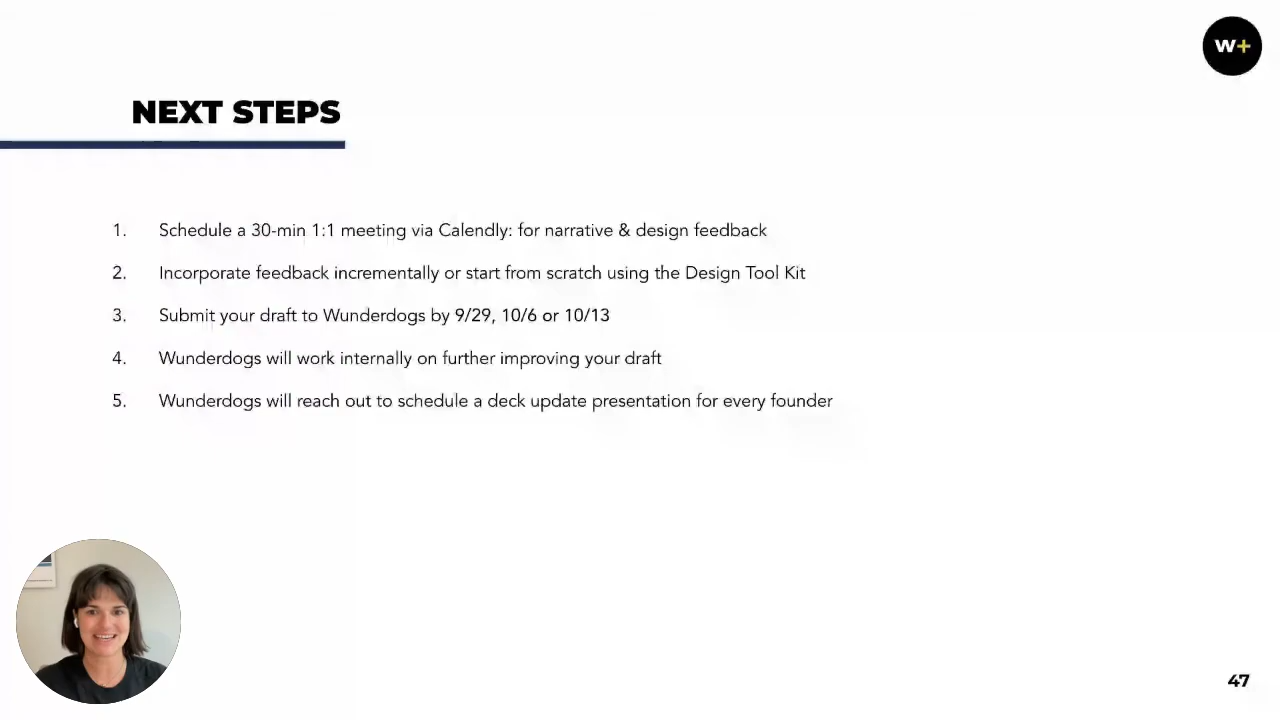 W+
NEXT STEPS
1. Schedule a 30-min 1:1 meeting via Calendly: for narrative & design feedback
2. Incorporate feedback incrementally or start from scratch using the Design Tool Kit
3. Submit your draft to Wunderdogs by 9/29, 10/6 or 10/13
4. Wunderdogs will work internally on further improving your draft
5. Wunderdogs will reach out to schedule a deck update presentation for every founder
47